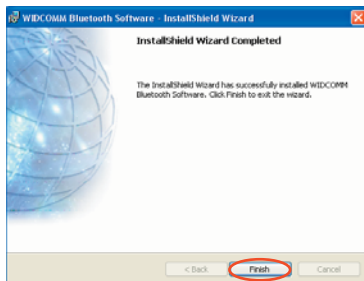 WIDCOMM Bluetooth Software - InstallShield Wizard
InstallShield Wizard Completed
The InstallShield Wizard has successfully installed WIDCOMM
Bluetooth Software. Click Finish to exit the wizard.
< Back Finish Cancel